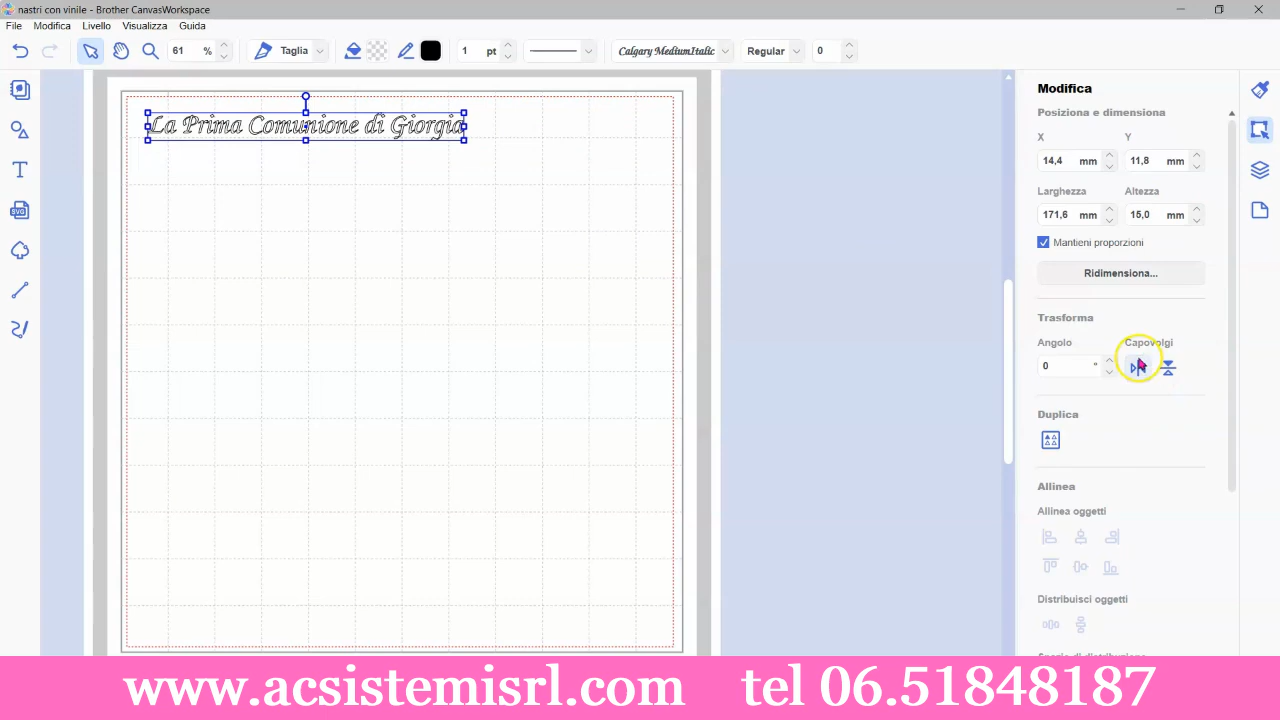 nastri con vinile - Brother CanvasWorkspace
File Modifica Livello Visualizza Guida
61 % Taglia 1 pt Calgary MediumItalic Regular 0
Modifica
Posizione e dimensione
X Y
14,4 mm 11,8 mm
Larghezza Altezza
171,6 mm 15,0 mm
Mantieni proporzioni
Ridimensiona...
Trasforma
Angolo Capovolgi
0 °
Duplica
Allinea
Allinea oggetti
Distribuisci oggetti
T
SVG
La Prima Comunione di Giorgia
www.acsistemisrl.com tel 06.51848187